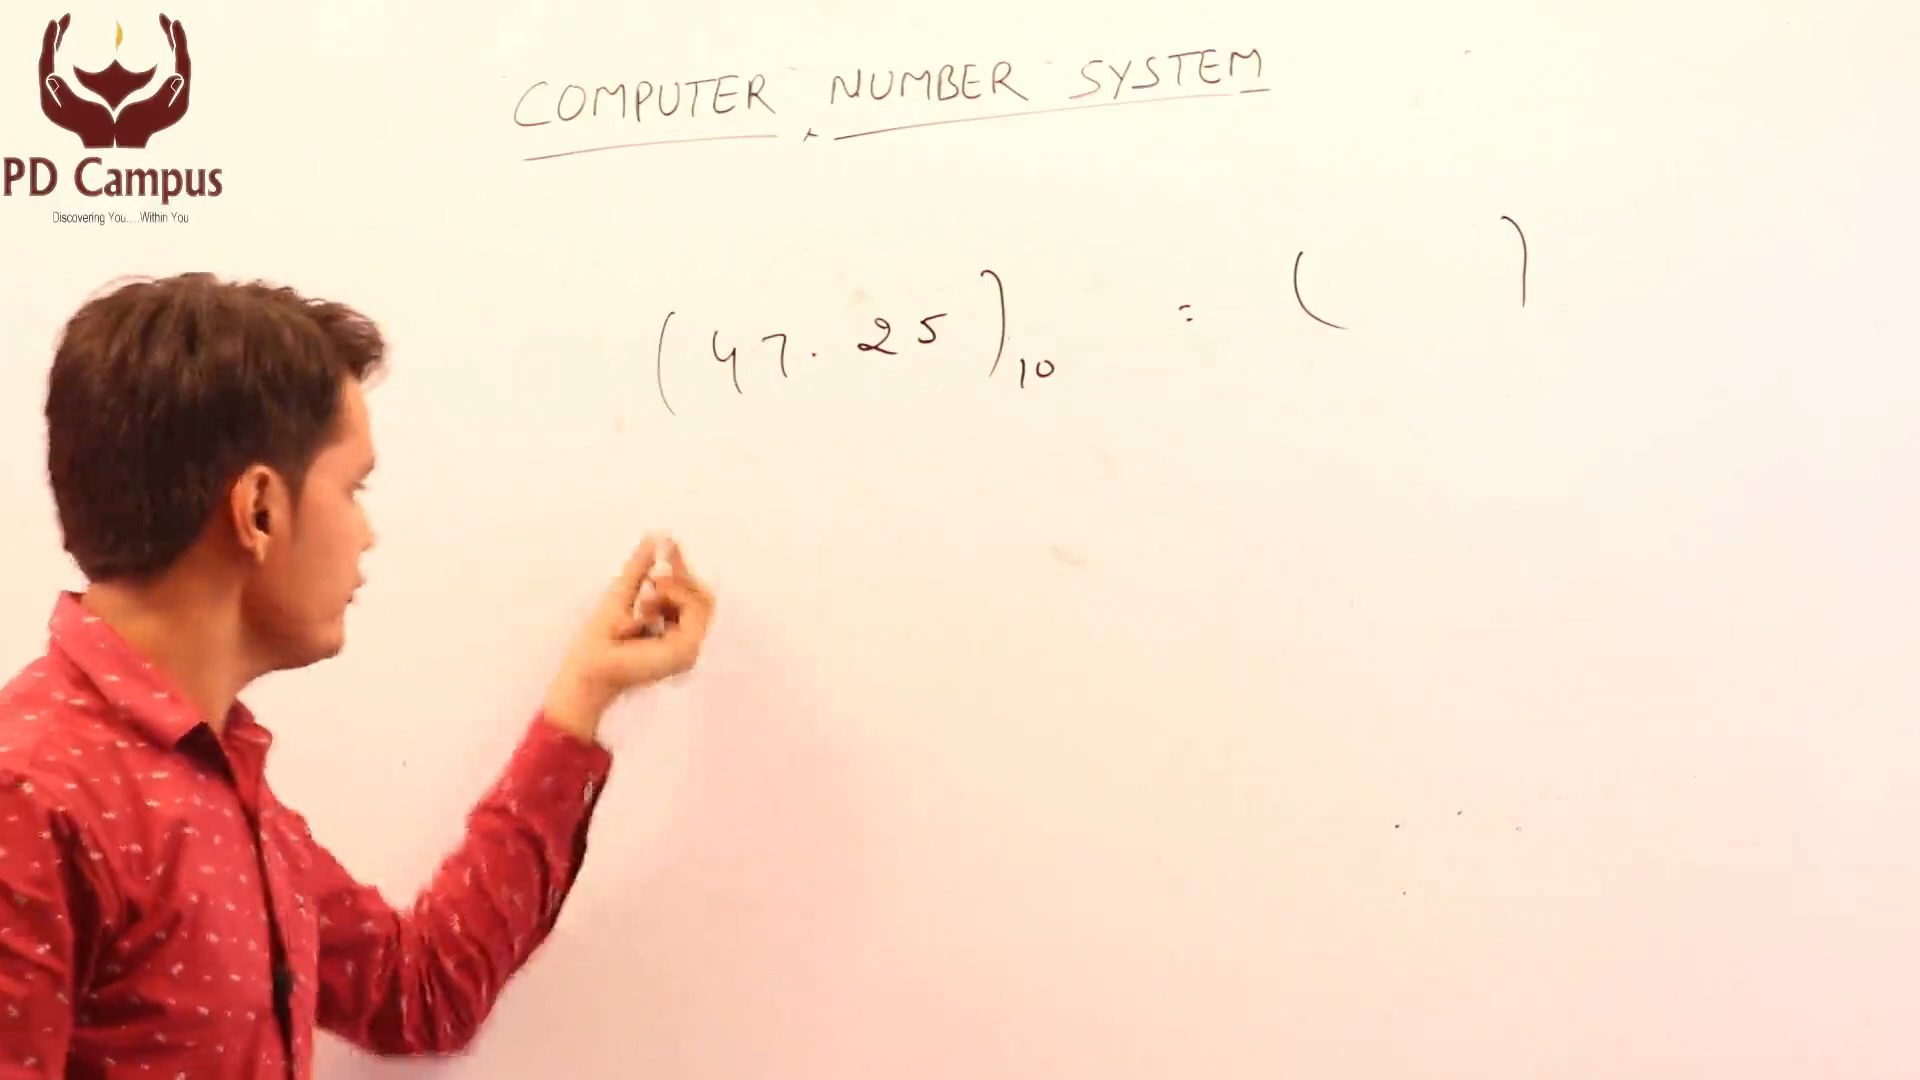 PD Campus
Discovering You.....Within You
COMPUTER NUMBER SYSTEM
(47.25)10 = ( )